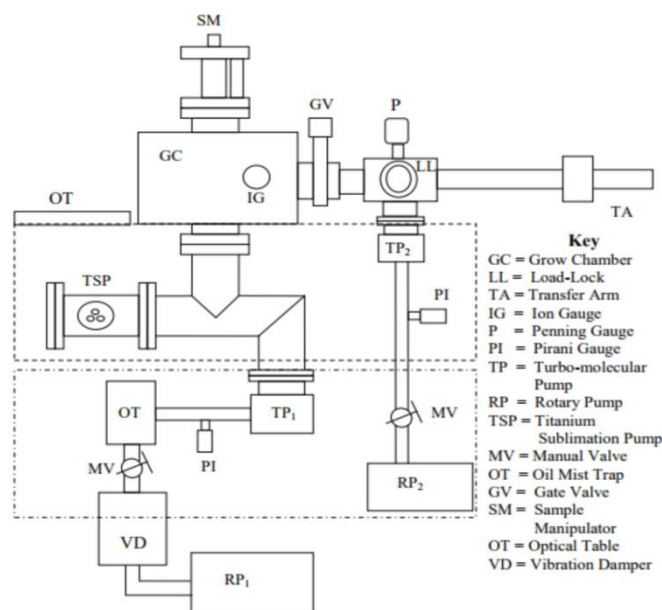 SM
GV
P
GC
LL
IG
OT
TA
TP2
TSP
PI
Key
GC = Grow Chamber
LL = Load-Lock
TA = Transfer Arm
IG = Ion Gauge
P = Penning Gauge
PI = Pirani Gauge
TP = Turbo-molecular
Pump
RP = Rotary Pump
TSP = Titanium
Sublimation Pump
MV = Manual Valve
OT = Oil Mist Trap
GV = Gate Valve
SM = Sample
Manipulator
OT = Optical Table
VD = Vibration Damper
OT
TP1
MV
PI
MV
RP2
VD
RP1